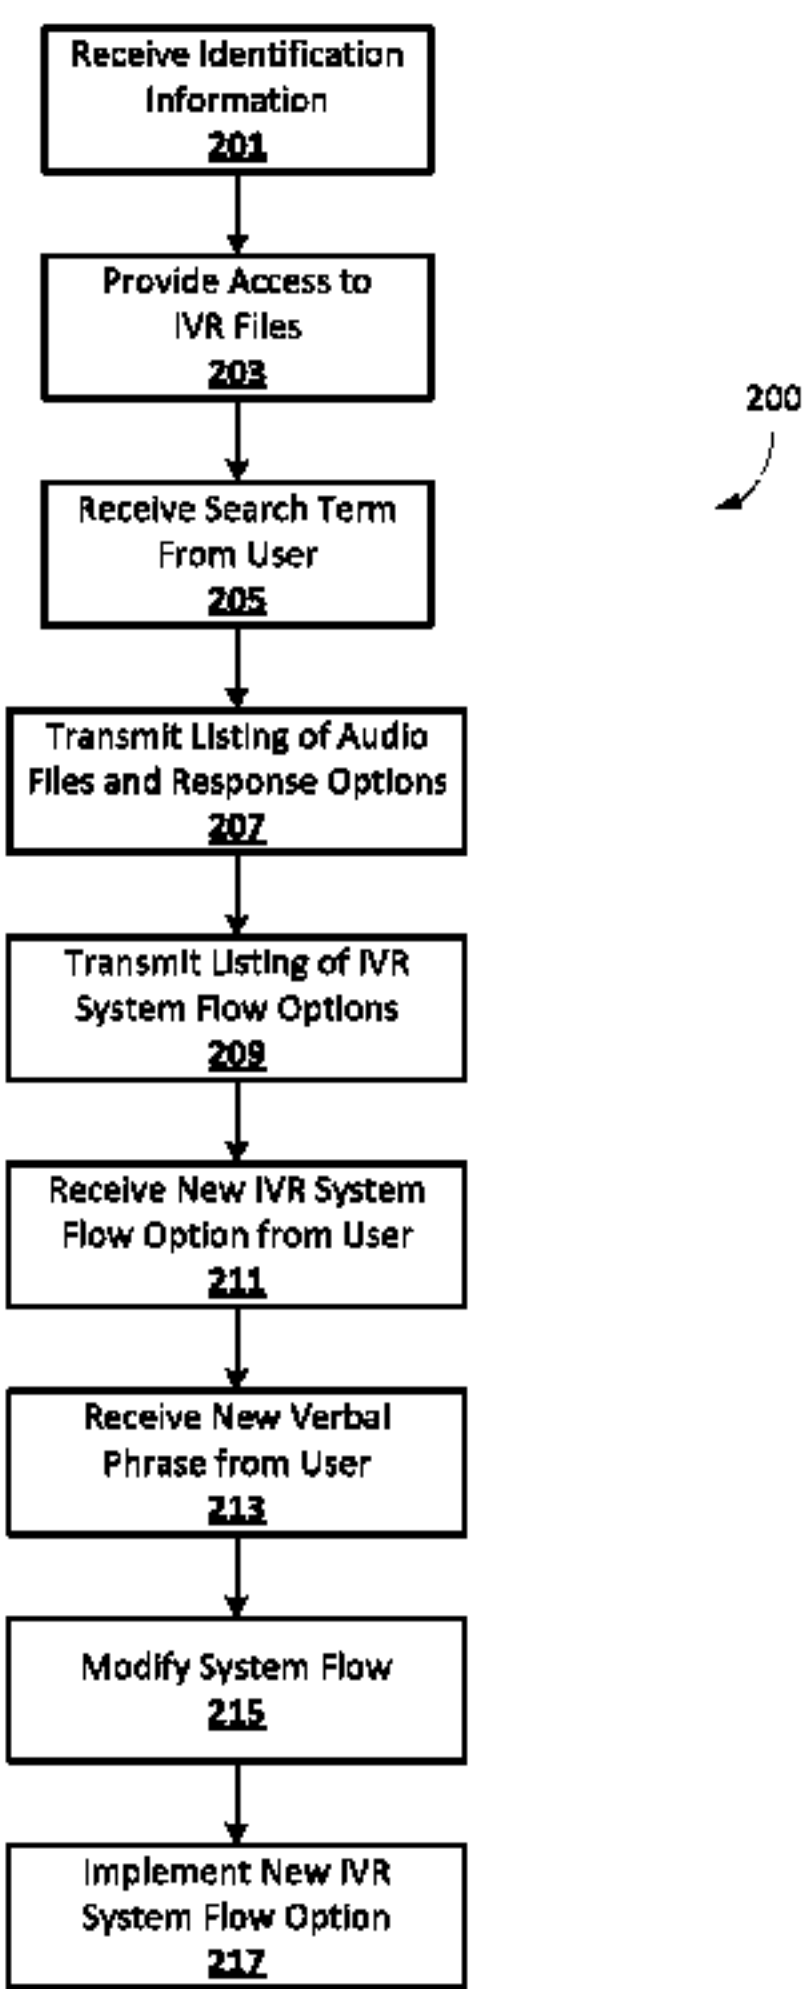 Receive Identification
Information
201
Provide Access to
IVR Files
203
200
Receive Search Term
From User
205
Transmit Listing of Audio
Files and Response Options
207
Transmit Listing of IVR
System Flow Options
209
Receive New IVR System
Flow Option from User
211
Receive New Verbal
Phrase from User
213
Modify System Flow
215
Implement New IVR
System Flow Option
217